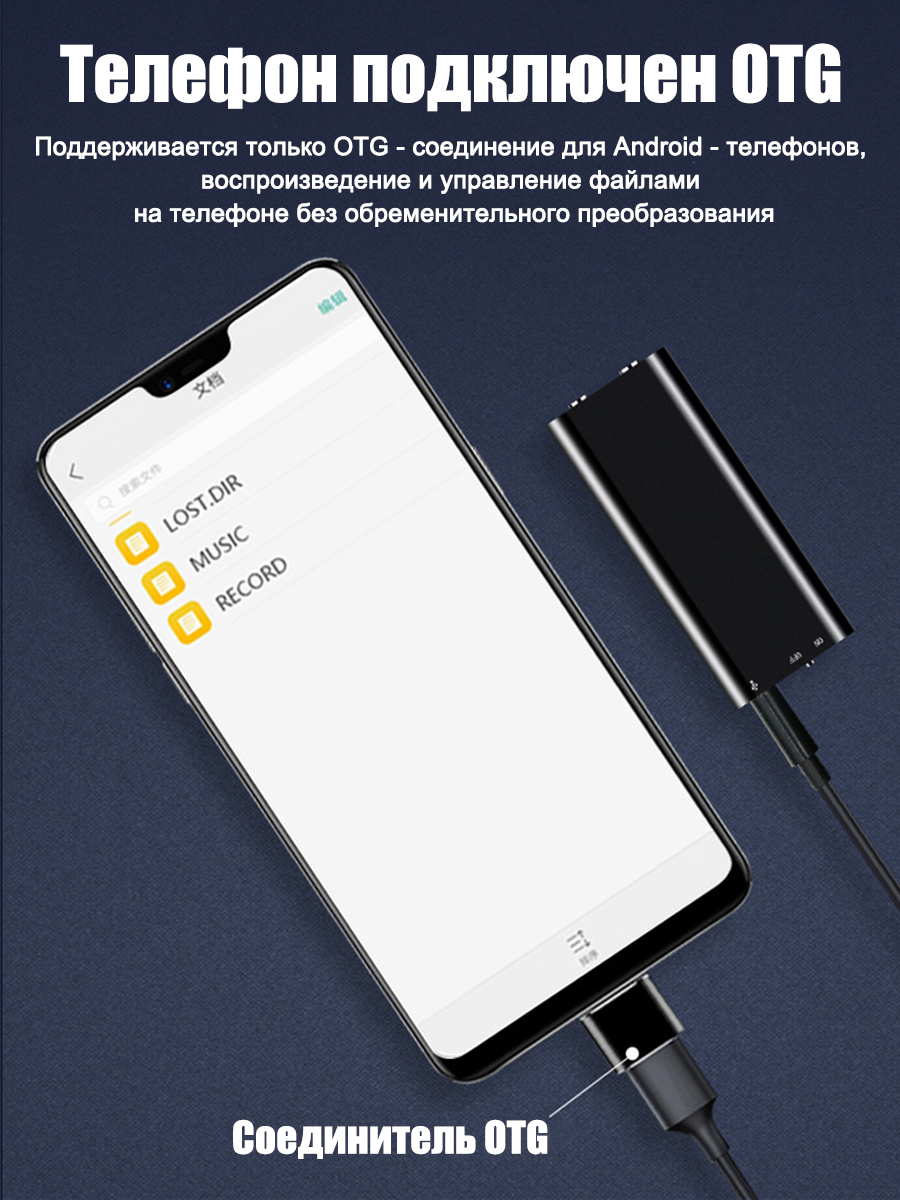 Телефон подключен OTG
Поддерживается только OTG - соединение для Android - телефонов,
воспроизведение и управление файлами
на телефоне без обременительного преобразования
编辑
文档
搜索文件
LOST.DIR
MUSIC
RECORD
排序
Соединитель OTG